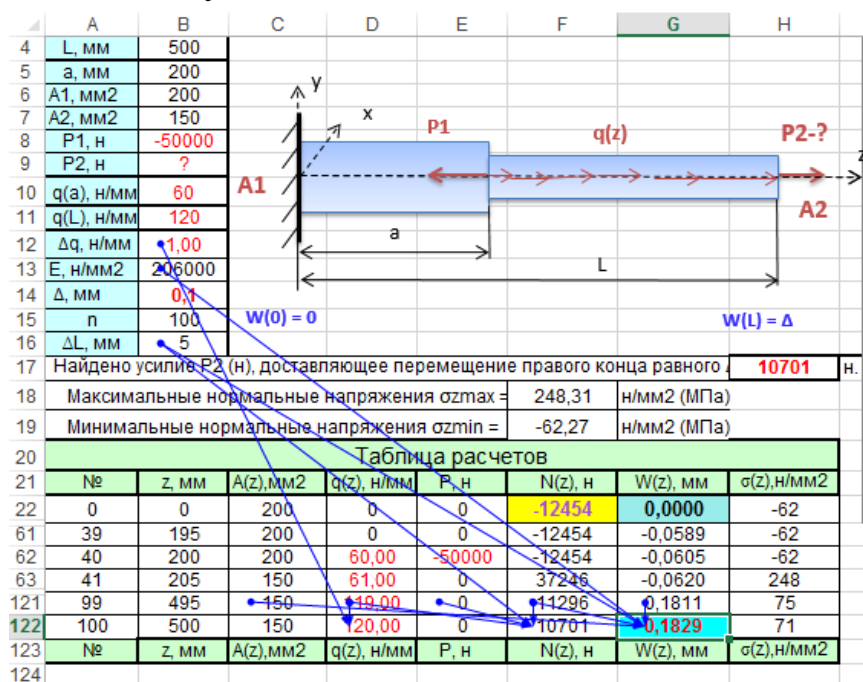 A B C D E F G H
4 L, мм 500
5 a, мм 200
6 A1, мм2 200
7 A2, мм2 150
8 P1, н -50000
9 P2, н ?
10 q(a), н/мм 60
11 q(L), н/мм 120
12 Δq, н/мм 1,00
13 E, н/мм2 206000
14 Δ, мм 0,1
15 n 100
16 ΔL, мм 5
y
x
P1
q(z)
P2-?
z
A1
A2
a
L
W(0) = 0
W(L) = Δ
17 Найдено усилие P2 (н), доставляющее перемещение правого конца равного 10701 н.
18 Максимальные нормальные напряжения σzmax = 248,31 н/мм2 (МПа)
19 Минимальные нормальные напряжения σzmin = -62,27 н/мм2 (МПа)
20 Таблица расчетов
21 № z, мм A(z),мм2 q(z), н/мм P, н N(z), н W(z), мм σ(z),н/мм2
22 0 0 200 0 0 -12454 0,0000 -62
61 39 195 200 0 0 -12454 -0,0589 -62
62 40 200 200 60,00 -50000 -12454 -0,0605 -62
63 41 205 150 61,00 0 37246 -0,0620 248
121 99 495 150 119,00 0 11296 0,1811 75
122 100 500 150 120,00 0 10701 0,1829 71
123 № z, мм A(z),мм2 q(z), н/мм P, н N(z), н W(z), мм σ(z),н/мм2
124